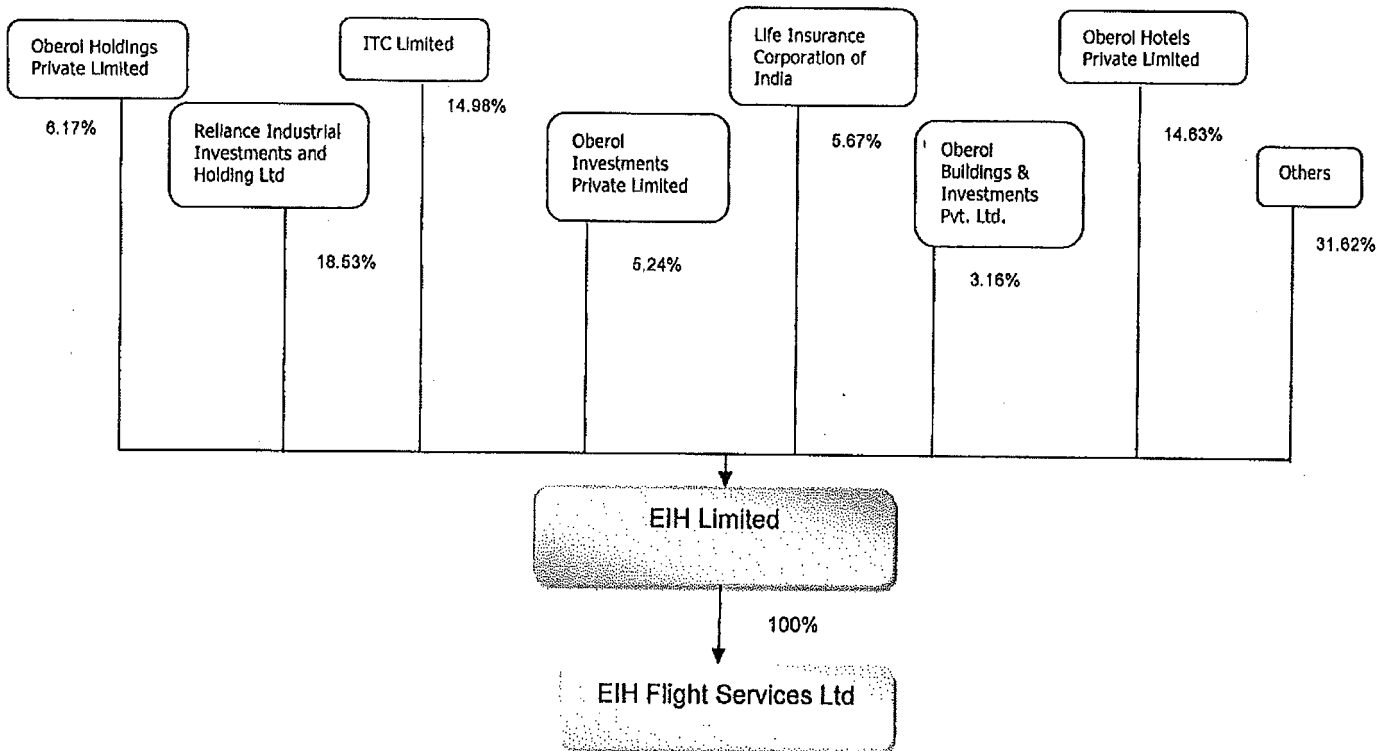 Oberoi Holdings
Private Limited
6.17%
Reliance Industrial
Investments and
Holding Ltd
18.53%
ITC Limited
14.98%
Oberoi
Investments
Private Limited
5.24%
Life Insurance
Corporation of
India
5.67%
Oberoi
Buildings &
Investments
Pvt. Ltd.
3.16%
Oberoi Hotels
Private Limited
14.63%
Others
31.62%
EIH Limited
100%
EIH Flight Services Ltd